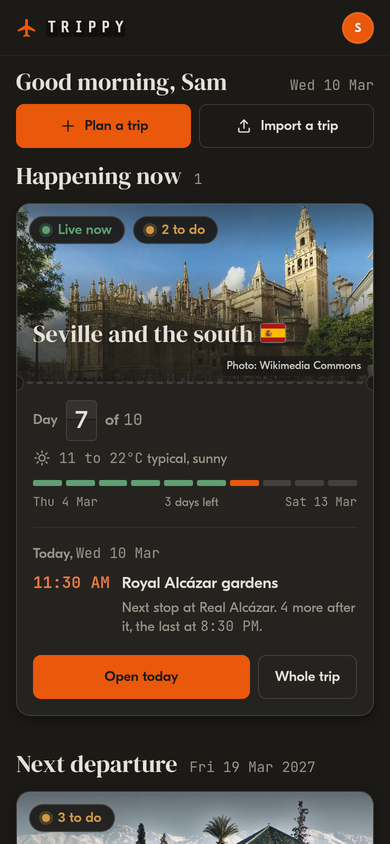 TRIPPY
S
Good morning, Sam
Wed 10 Mar
Plan a trip
Import a trip
Happening now 1
Live now
2 to do
Seville and the south
Photo: Wikimedia Commons
Day 7 of 10
11 to 22°C typical, sunny
Thu 4 Mar
3 days left
Sat 13 Mar
Today, Wed 10 Mar
11:30 AM Royal Alcázar gardens
Next stop at Real Alcázar. 4 more after
it, the last at 8:30 PM.
Open today
Whole trip
Next departure Fri 19 Mar 2027
3 to do